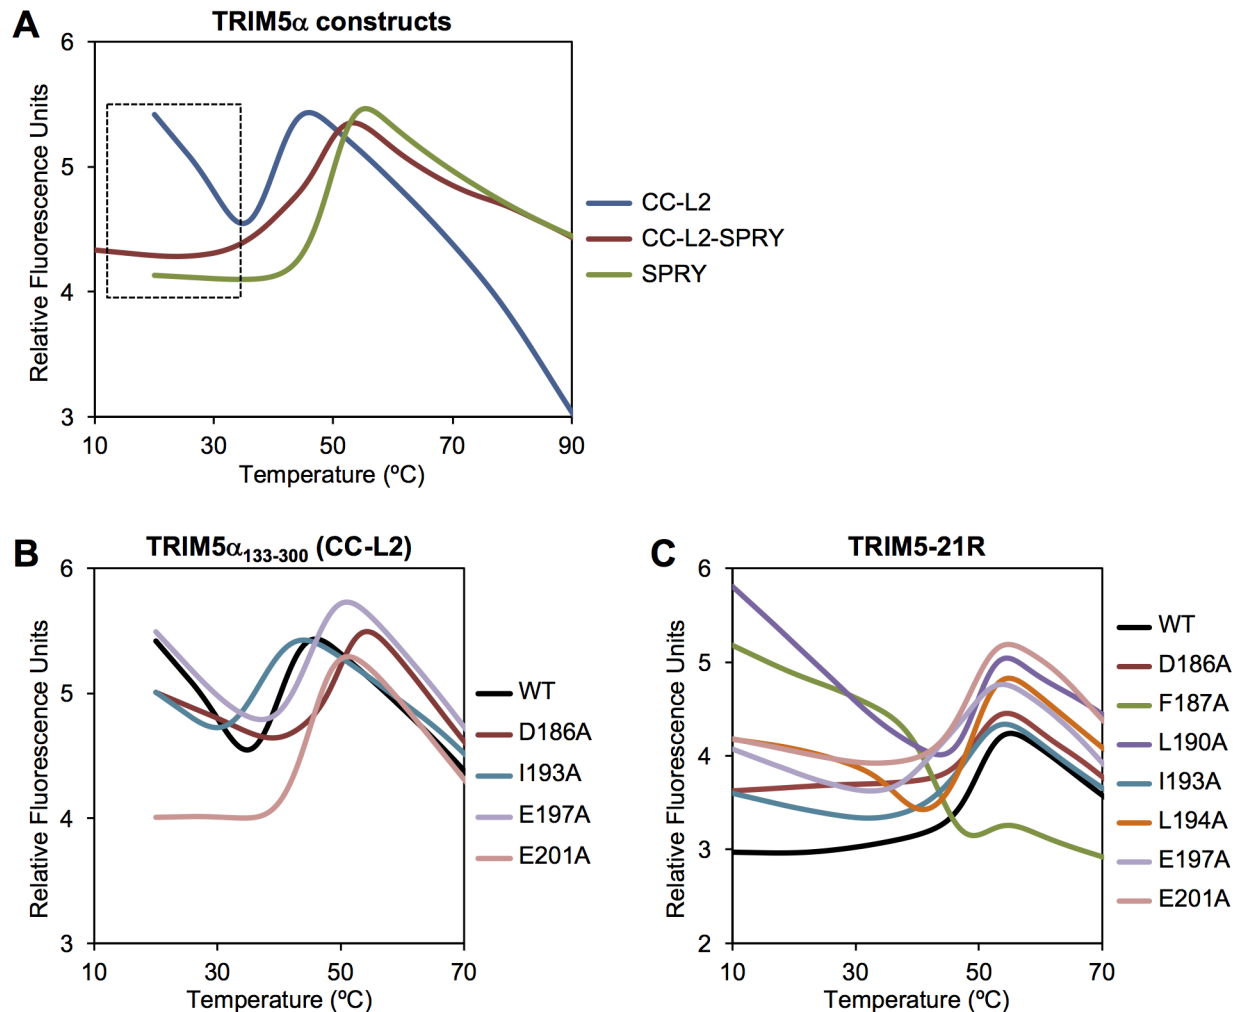 A
TRIM5α constructs
Relative Fluorescence Units
6
5
4
3
10 30 50 70 90
Temperature (ºC)
CC-L2
CC-L2-SPRY
SPRY
B
TRIM5α133-300 (CC-L2)
Relative Fluorescence Units
6
5
4
3
10 30 50 70
Temperature (ºC)
WT
D186A
I193A
E197A
E201A
C
TRIM5-21R
Relative Fluorescence Units
6
5
4
3
2
10 30 50 70
Temperature (ºC)
WT
D186A
F187A
L190A
I193A
L194A
E197A
E201A